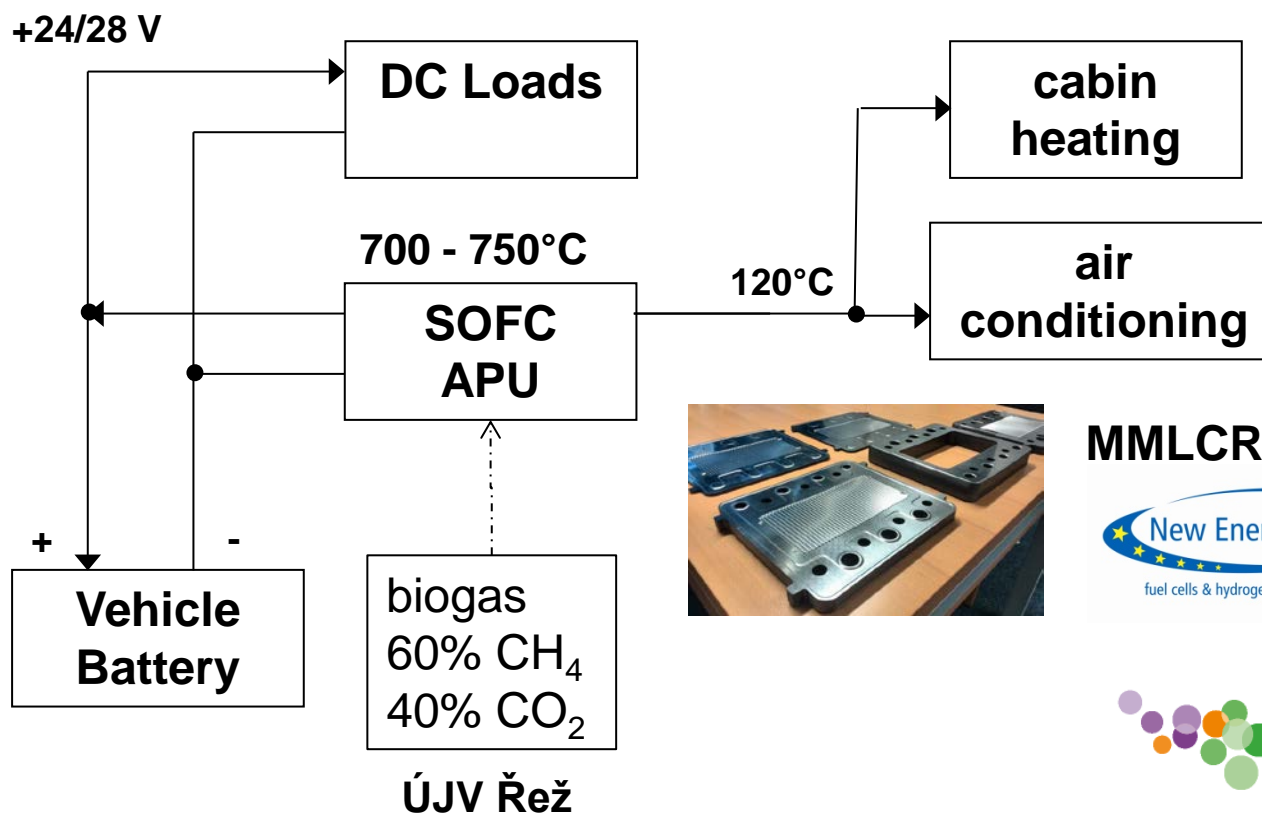 +24/28 V
DC Loads
cabin
heating
700 - 750°C
120°C
SOFC
APU
air
conditioning
MMLCR
New Ener
fuel cells & hydroge
+ -
Vehicle
Battery
biogas
60% CH₄
40% CO₂
ÚJV Řež